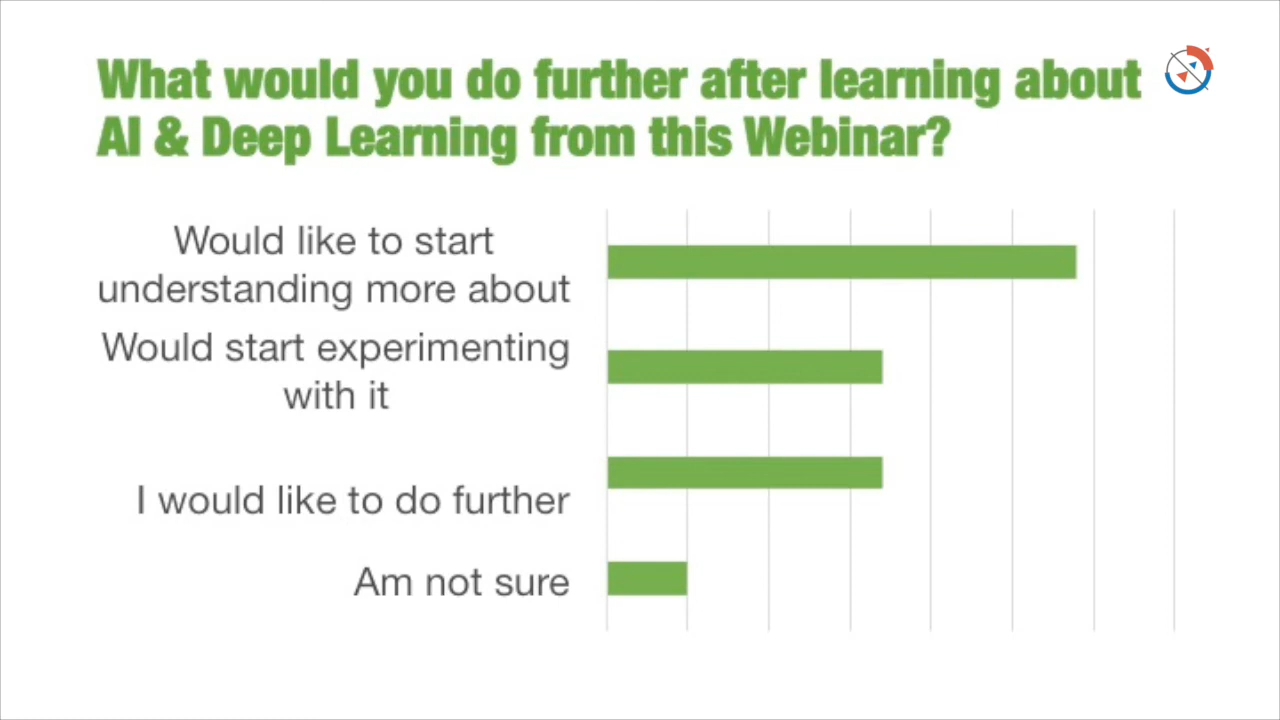 What would you do further after learning about
AI & Deep Learning from this Webinar?
Would like to start
understanding more about
Would start experimenting
with it
I would like to do further
Am not sure